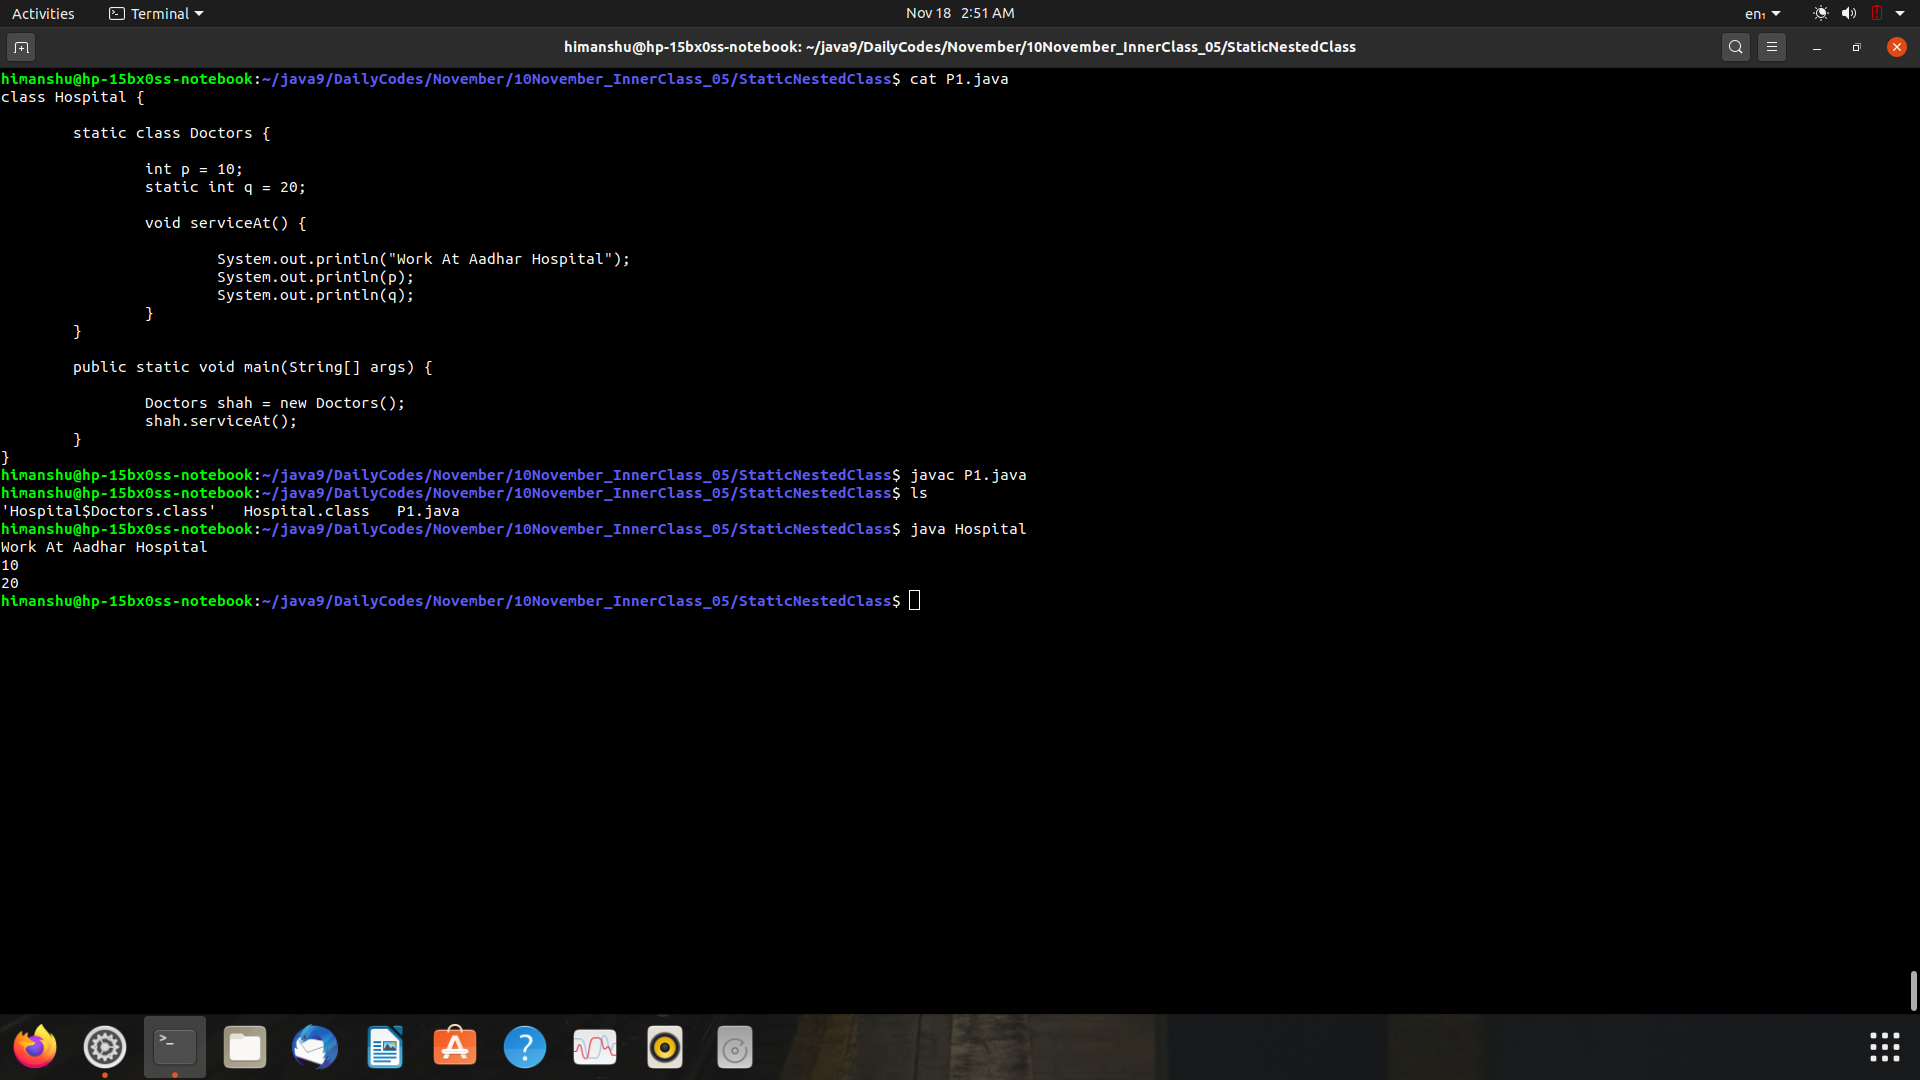 Activities Terminal Nov 18 2:51 AM en₁
himanshu@hp-15bx0ss-notebook: ~/java9/DailyCodes/November/10November_InnerClass_05/StaticNestedClass
himanshu@hp-15bx0ss-notebook:~/java9/DailyCodes/November/10November_InnerClass_05/StaticNestedClass$ cat P1.java
class Hospital {
static class Doctors {
int p = 10;
static int q = 20;
void serviceAt() {
System.out.println("Work At Aadhar Hospital");
System.out.println(p);
System.out.println(q);
}
}
public static void main(String[] args) {
Doctors shah = new Doctors();
shah.serviceAt();
}
}
himanshu@hp-15bx0ss-notebook:~/java9/DailyCodes/November/10November_InnerClass_05/StaticNestedClass$ javac P1.java
himanshu@hp-15bx0ss-notebook:~/java9/DailyCodes/November/10November_InnerClass_05/StaticNestedClass$ ls
'Hospital$Doctors.class' Hospital.class P1.java
himanshu@hp-15bx0ss-notebook:~/java9/DailyCodes/November/10November_InnerClass_05/StaticNestedClass$ java Hospital
Work At Aadhar Hospital
10
20
himanshu@hp-15bx0ss-notebook:~/java9/DailyCodes/November/10November_InnerClass_05/StaticNestedClass$